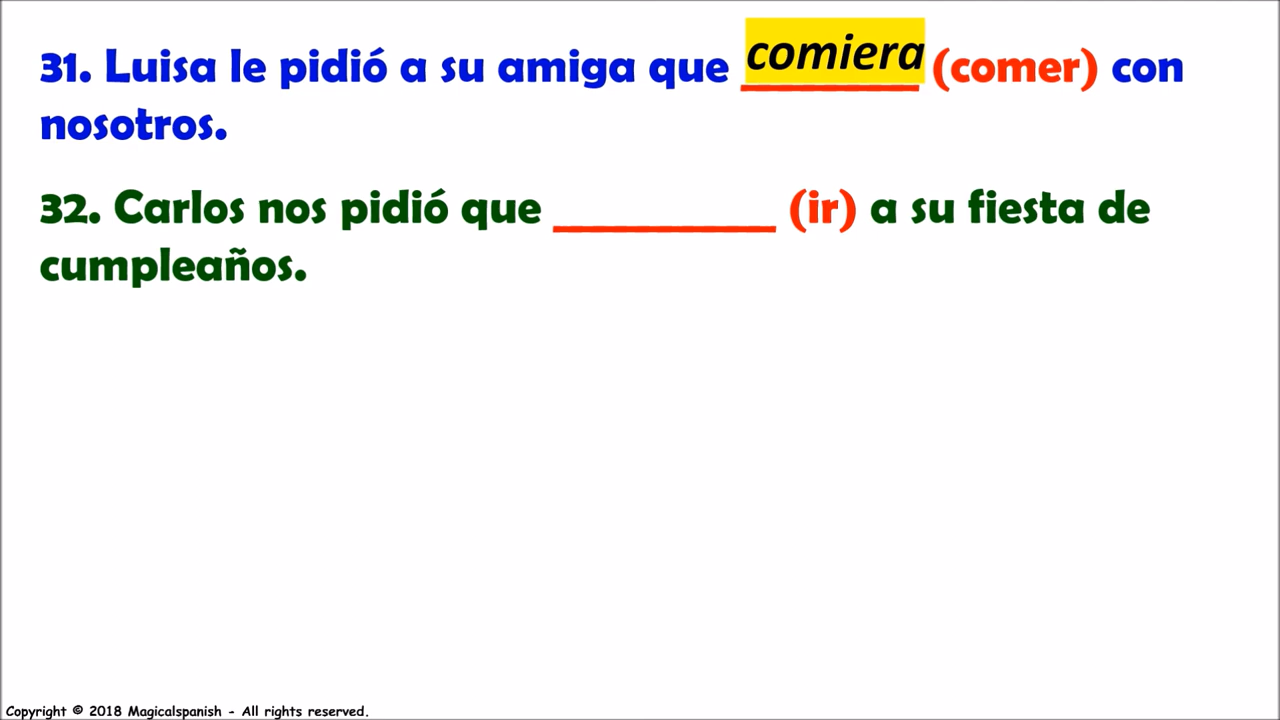 31. Luisa le pidió a su amiga que comiera (comer) con
nosotros.
32. Carlos nos pidió que __________ (ir) a su fiesta de
cumpleaños.
Copyright © 2018 Magicalspanish - All rights reserved.